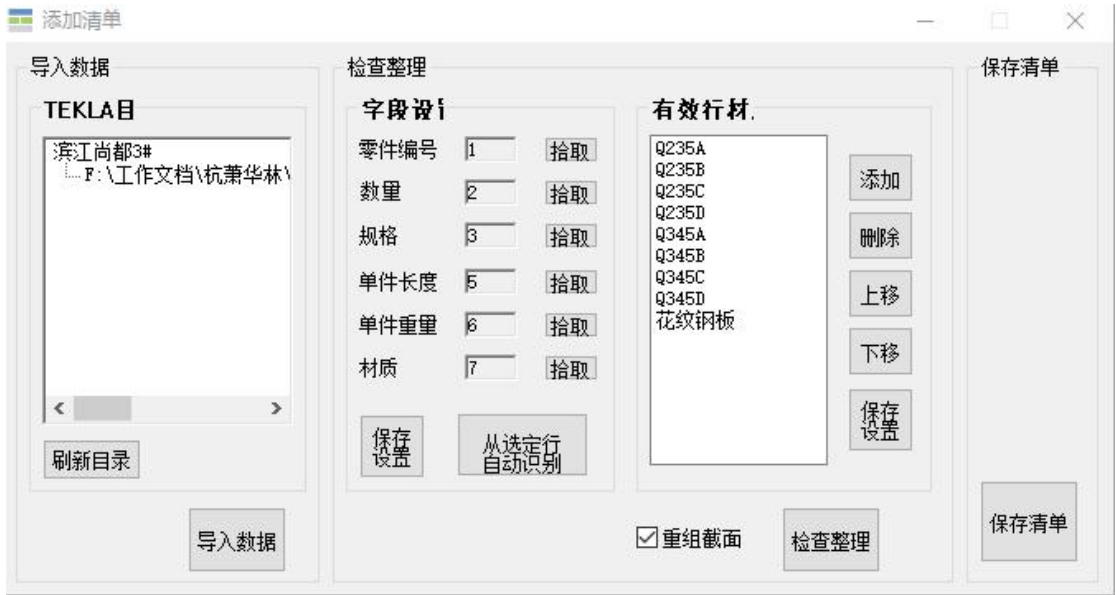 添加清单
导入数据
TEKLA目
滨江尚都3#
F:\工作文档\杭萧华林\
刷新目录
导入数据
检查整理
字段设
零件编号 1 拾取
数量 2 拾取
规格 3 拾取
单件长度 5 拾取
单件重量 6 拾取
材质 7 拾取
保存
设置
从选定行
自动识别
有效行材
Q235A
Q235B
Q235C
Q235D
Q345A
Q345B
Q345C
Q345D
花纹钢板
添加
删除
上移
下移
保存
设置
重组截面
检查整理
保存清单
保存清单